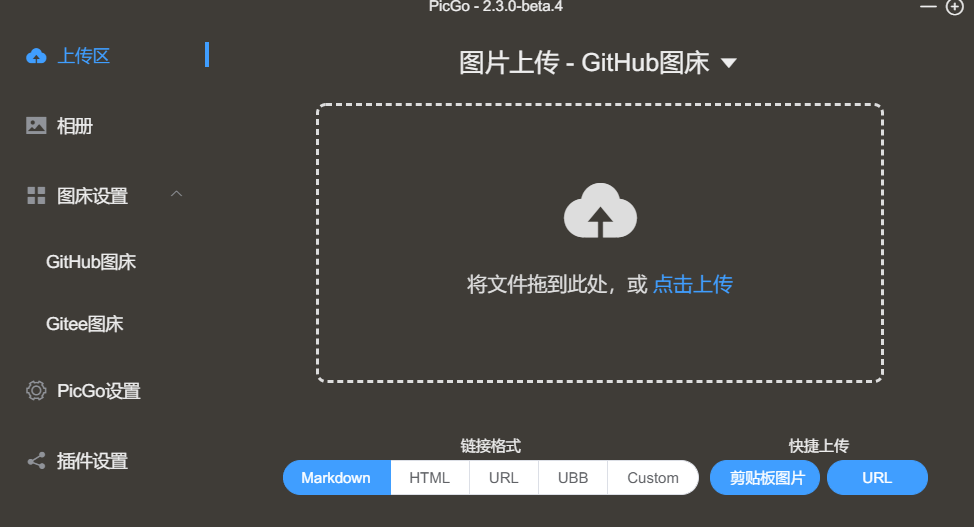 PicGo - 2.3.0-beta.4
上传区
相册
图床设置
GitHub图床
Gitee图床
PicGo设置
插件设置
图片上传 - GitHub图床
将文件拖到此处，或 点击上传
链接格式
Markdown HTML URL UBB Custom
快捷上传
剪贴板图片 URL